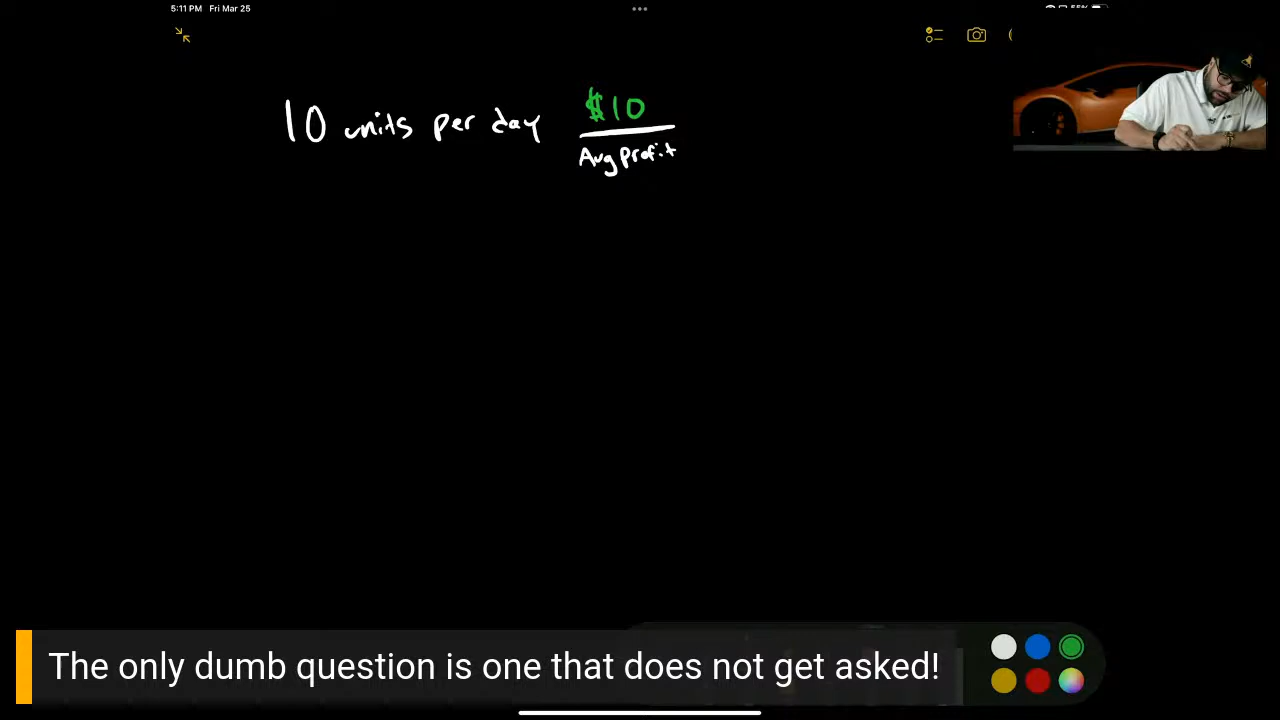 5:11 PM Fri Mar 25
55%
10 units per day $10
Avg Profit
The only dumb question is one that does not get asked!